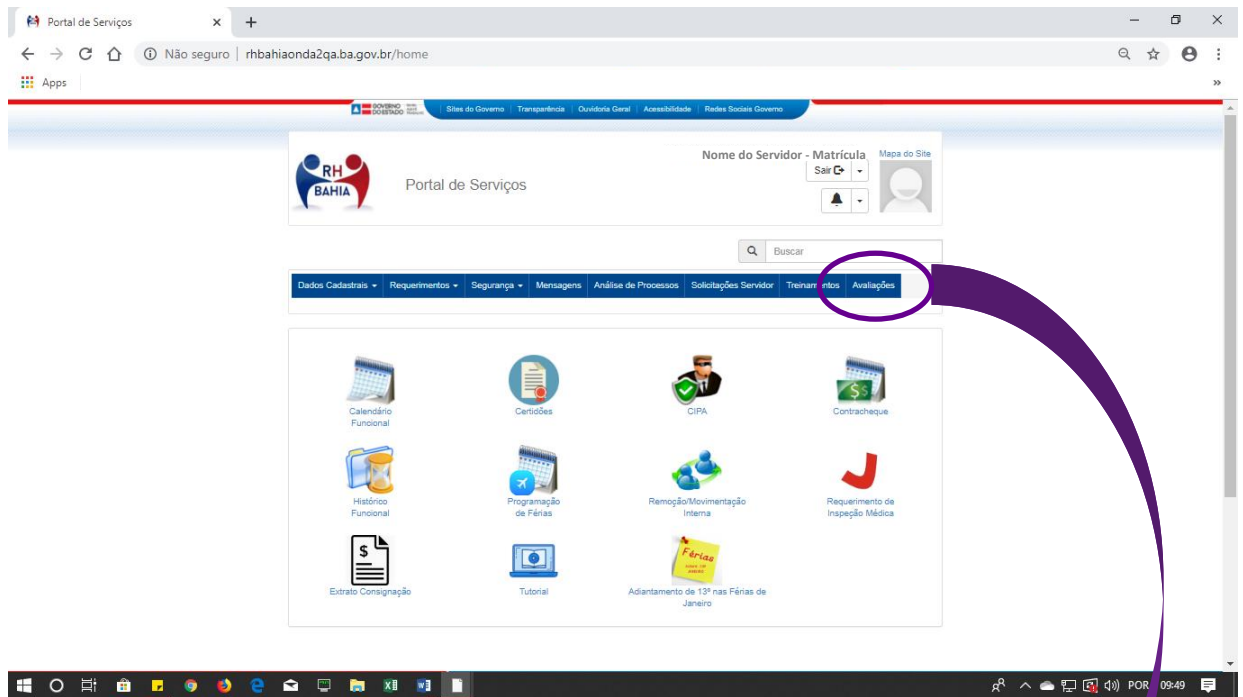 Portal de Serviços
Não seguro | rhbahiaonda2qa.ba.gov.br/home
Apps
»
GOVERNO DO ESTADO
Sites do Governo | Transparência | Ouvidoria Geral | Acessibilidade | Redes Sociais Governo
RH
BAHIA
Portal de Serviços
Nome do Servidor - Matrícula
Mapa do Site
Sair
Buscar
Dados Cadastrais Requerimentos Segurança Mensagens Análise de Processos Solicitações Servidor Treinamentos Avaliações
Calendário
Funcional
Certidões
CIPA
Contracheque
Histórico
Funcional
Programação
de Férias
Remoção/Movimentação
Interna
Requerimento de
Inspeção Médica
Extrato Consignação
Tutorial
Férias
Adiantamento de 13º nas Férias de
Janeiro
POR 09:49